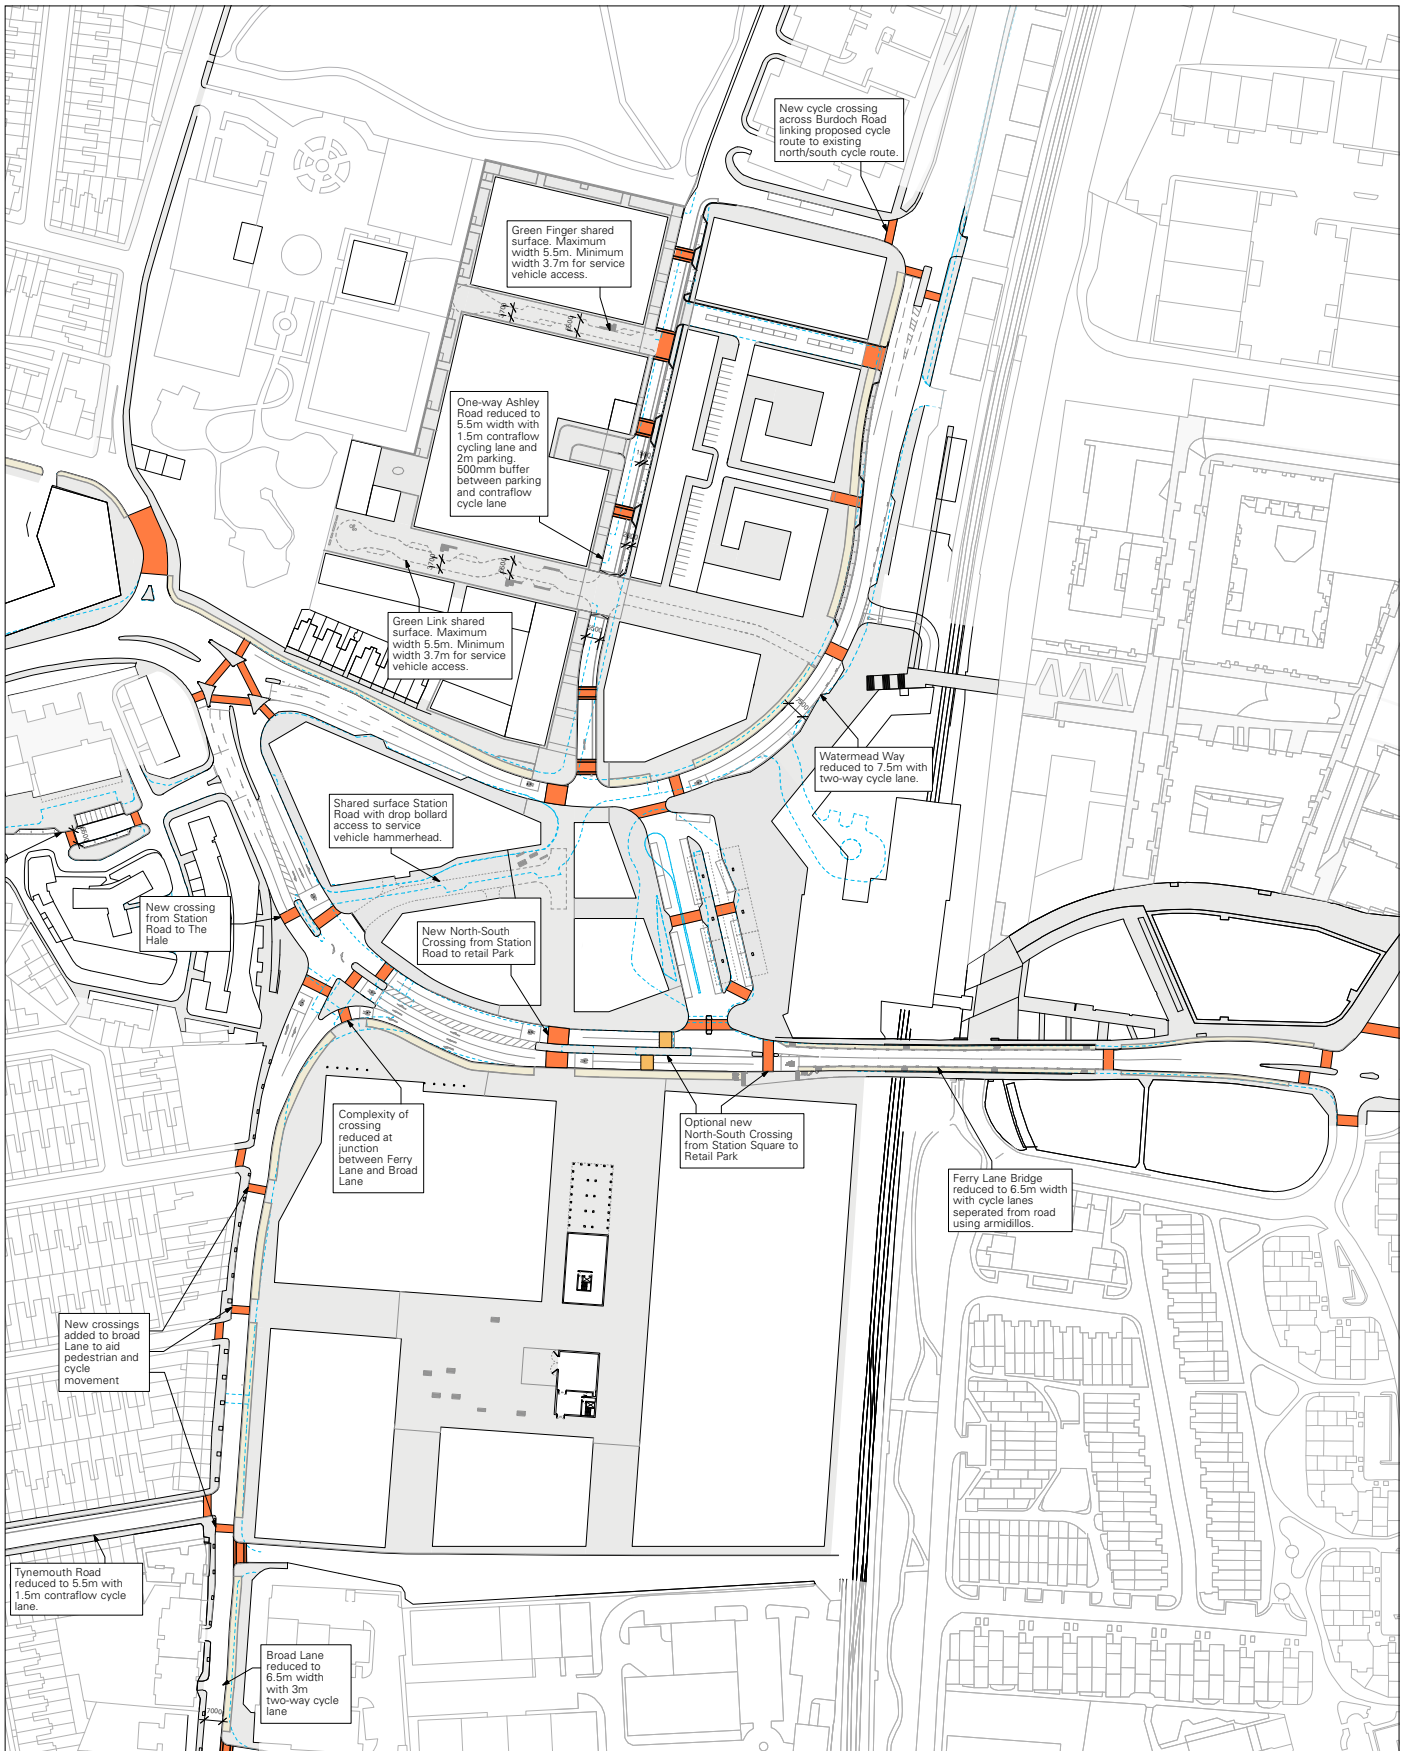 New cycle crossing
across Burdoch Road
linking proposed cycle
route to existing
north/south cycle route.
Green Finger shared
surface. Maximum
width 5.5m. Minimum
width 3.7m for service
vehicle access.
One-way Ashley
Road reduced to
5.5m width with
1.5m contraflow
cycling lane and
2m parking.
500mm buffer
between parking
and contraflow
cycle lane
Green Link shared
surface. Maximum
width 5.5m. Minimum
width 3.7m for service
vehicle access.
Watermead Way
reduced to 7.5m with
two-way cycle lane.
Shared surface Station
Road with drop bollard
access to service
vehicle hammerhead.
New crossing
from Station
Road to The
Hale
New North-South
Crossing from Station
Road to retail Park
Complexity of
crossing
reduced at
junction
between Ferry
Lane and Broad
Lane
Optional new
North-South Crossing
from Station Square to
Retail Park
Ferry Lane Bridge
reduced to 6.5m width
with cycle lanes
seperated from road
using armidillos.
New crossings
added to broad
Lane to aid
pedestrian and
cycle
movement
Tynemouth Road
reduced to 5.5m with
1.5m contraflow cycle
lane.
Broad Lane
reduced to
6.5m width
with 3m
two-way cycle
lane
7000